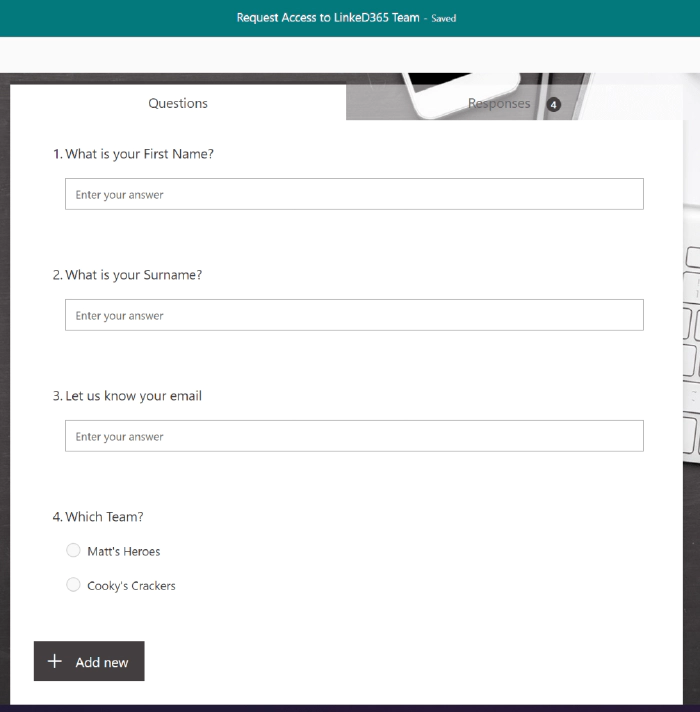 Request Access to LinkeD365 Team - Saved
Questions
Responses 4
1. What is your First Name?
Enter your answer
2. What is your Surname?
Enter your answer
3. Let us know your email
Enter your answer
4. Which Team?
Matt's Heroes
Cooky's Crackers
+ Add new